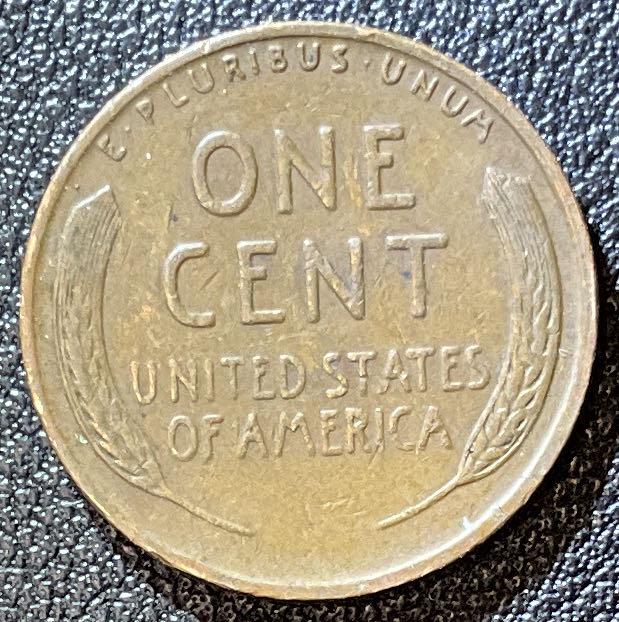 E·PLURIBUS·UNUM
ONE
CENT
UNITED STATES
OF AMERICA